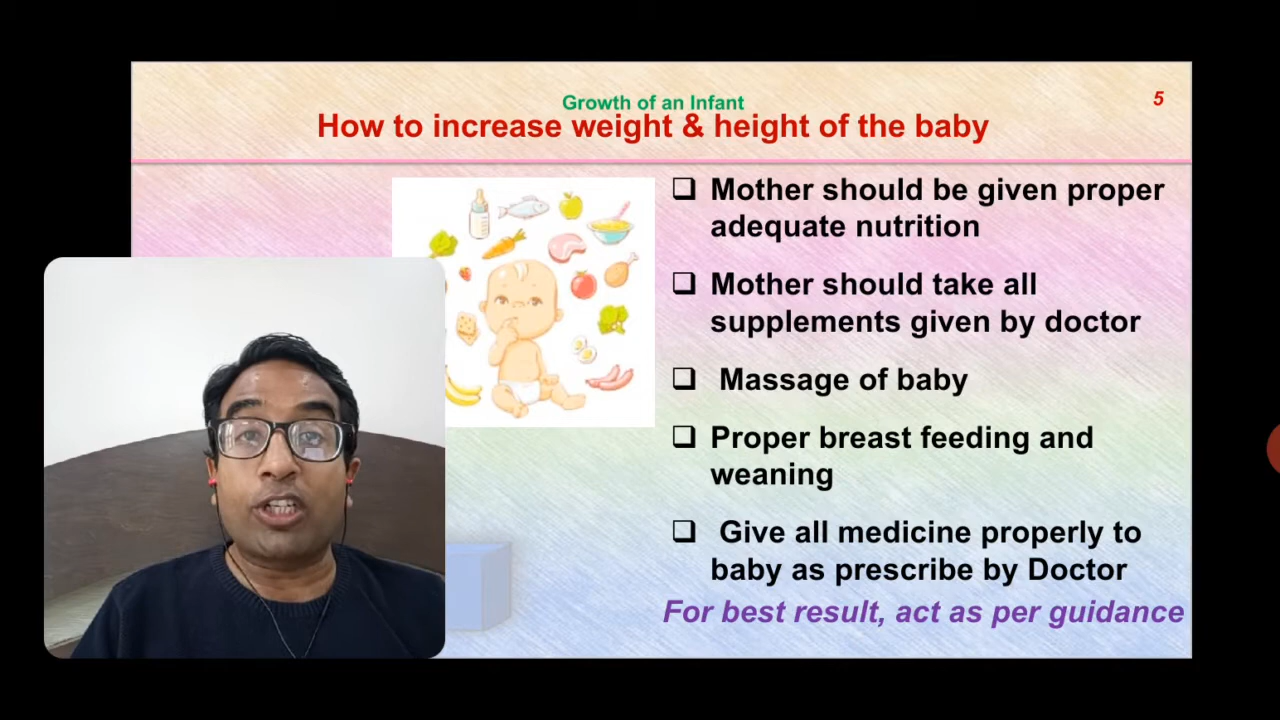 Growth of an Infant
5
How to increase weight & height of the baby
❑ Mother should be given proper
adequate nutrition
❑ Mother should take all
supplements given by doctor
❑ Massage of baby
❑ Proper breast feeding and
weaning
❑ Give all medicine properly to
baby as prescribe by Doctor
For best result, act as per guidance